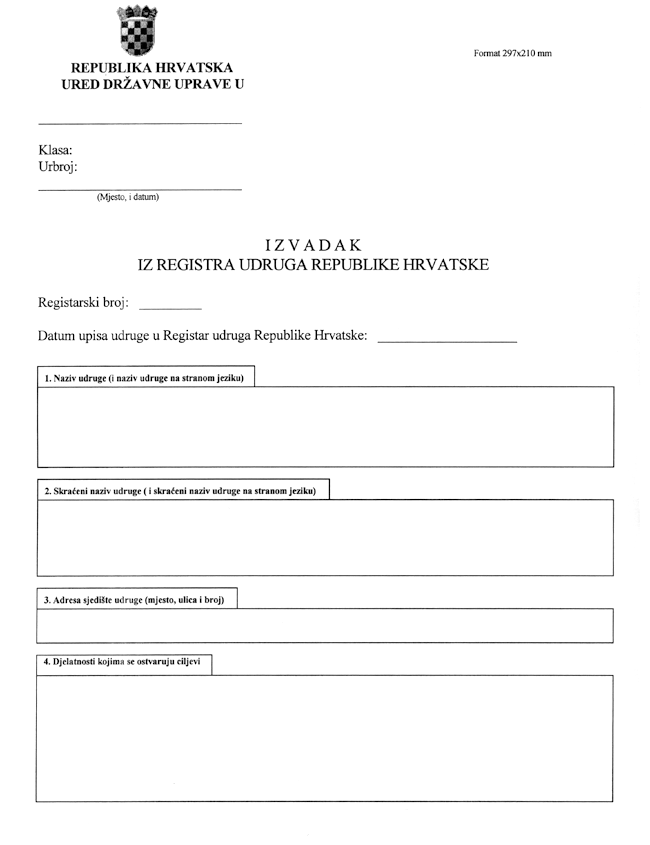 Format 297x210 mm
REPUBLIKA HRVATSKA
URED DRŽAVNE UPRAVE U
Klasa:
Urbroj:
(Mjesto, i datum)
I Z V A D A K
IZ REGISTRA UDRUGA REPUBLIKE HRVATSKE
Registarski broj:
Datum upisa udruge u Registar udruga Republike Hrvatske:
1. Naziv udruge (i naziv udruge na stranom jeziku)
2. Skraćeni naziv udruge ( i skraćeni naziv udruge na stranom jeziku)
3. Adresa sjedište udruge (mjesto, ulica i broj)
4. Djelatnosti kojima se ostvaruju ciljevi